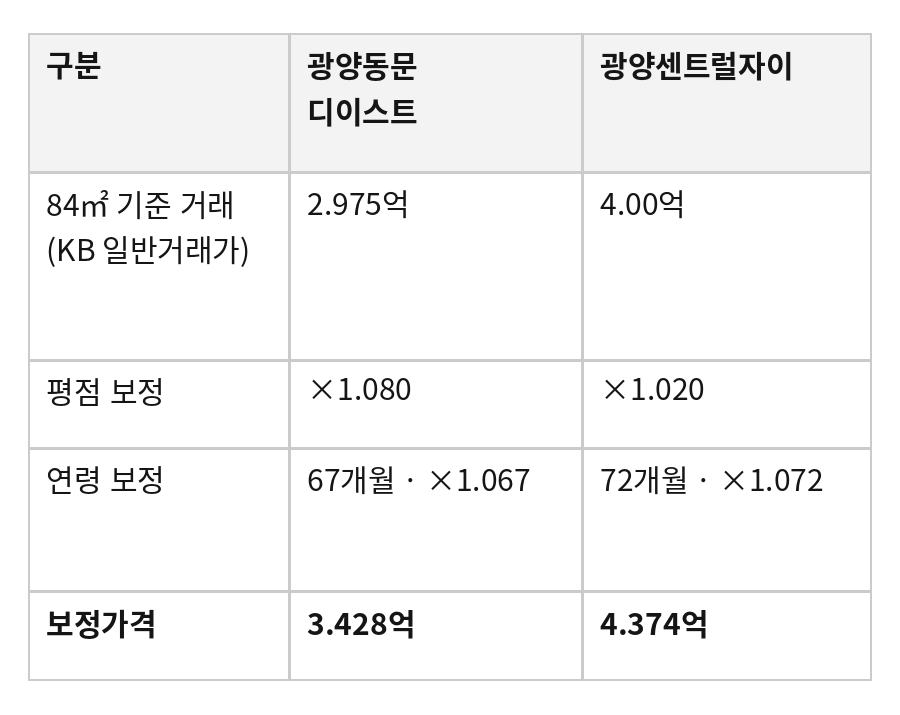 구분
광양동문
디이스트
광양센트럴자이
84㎡ 기준 거래
(KB 일반거래가)
2.975억
4.00억
평점 보정
×1.080
×1.020
연령 보정
67개월 · ×1.067
72개월 · ×1.072
보정가격
3.428억
4.374억